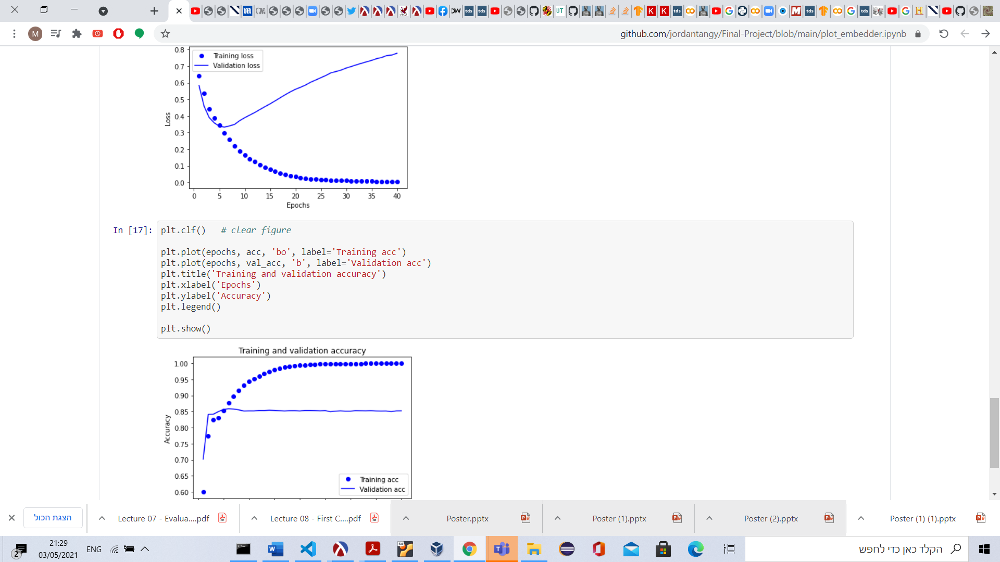 M
github.com/jordantangy/Final-Project/blob/main/plot_embedder.ipynb
Training loss
Validation loss
0.8
0.7
0.6
0.5
0.4
0.3
0.2
0.1
0.0
Loss
0 5 10 15 20 25 30 35 40
Epochs
In [17]:
plt.clf()   # clear figure
plt.plot(epochs, acc, 'bo', label='Training acc')
plt.plot(epochs, val_acc, 'b', label='Validation acc')
plt.title('Training and validation accuracy')
plt.xlabel('Epochs')
plt.ylabel('Accuracy')
plt.legend()
plt.show()
Training and validation accuracy
1.00
0.95
0.90
0.85
0.80
0.75
0.70
0.65
0.60
Accuracy
Training acc
Validation acc
הצגת הכול
Lecture 07 - Evalua....pdf
Lecture 08 - First C....pdf
Poster.pptx
Poster (1).pptx
Poster (2).pptx
Poster (1) (1).pptx
2
21:29
03/05/2021
ENG
הקלד כאן כדי לחפש